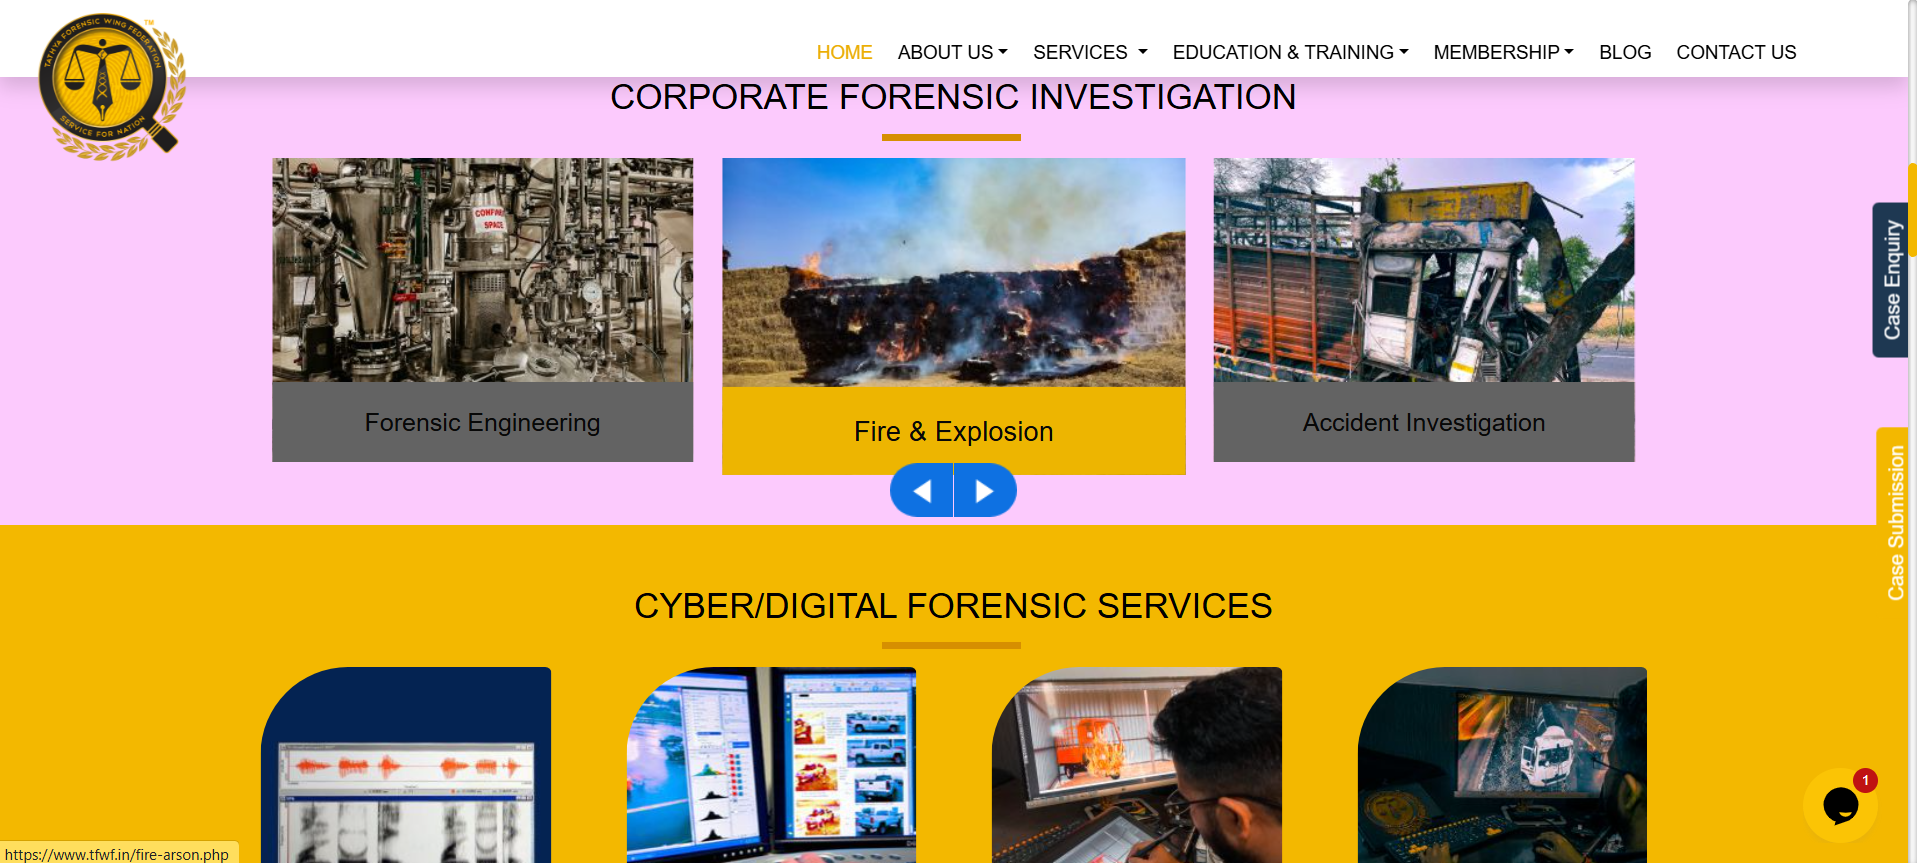 TATHYA FORENSIC WING FEDERATION
TM
SERVICE FOR NATION
HOME ABOUT US SERVICES EDUCATION & TRAINING MEMBERSHIP BLOG CONTACT US
CORPORATE FORENSIC INVESTIGATION
SPACE
Forensic Engineering
Fire & Explosion
Accident Investigation
Case Enquiry
Case Submission
CYBER/DIGITAL FORENSIC SERVICES
1
https://www.tfwf.in/fire-arson.php